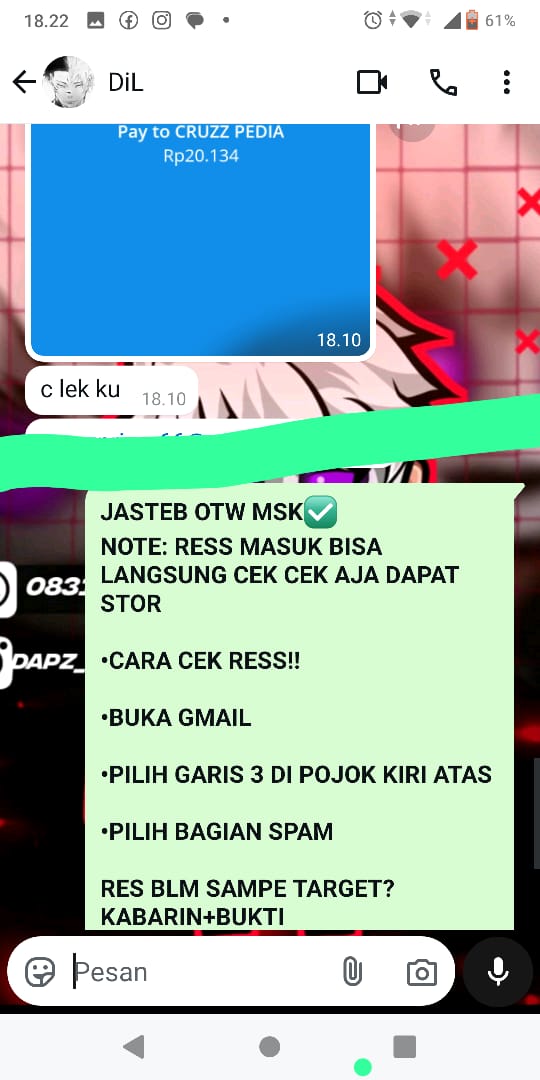 18.22
61%
DiL
Pay to CRUZZ PEDIA
Rp20.134
18.10
c lek ku
18.10
JASTEB OTW MSK✅
NOTE: RESS MASUK BISA
LANGSUNG CEK CEK AJA DAPAT
STOR
•CARA CEK RESS!!
•BUKA GMAIL
•PILIH GARIS 3 DI POJOK KIRI ATAS
•PILIH BAGIAN SPAM
RES BLM SAMPE TARGET?
KABARIN+BUKTI
083
DAPZ_
Pesan